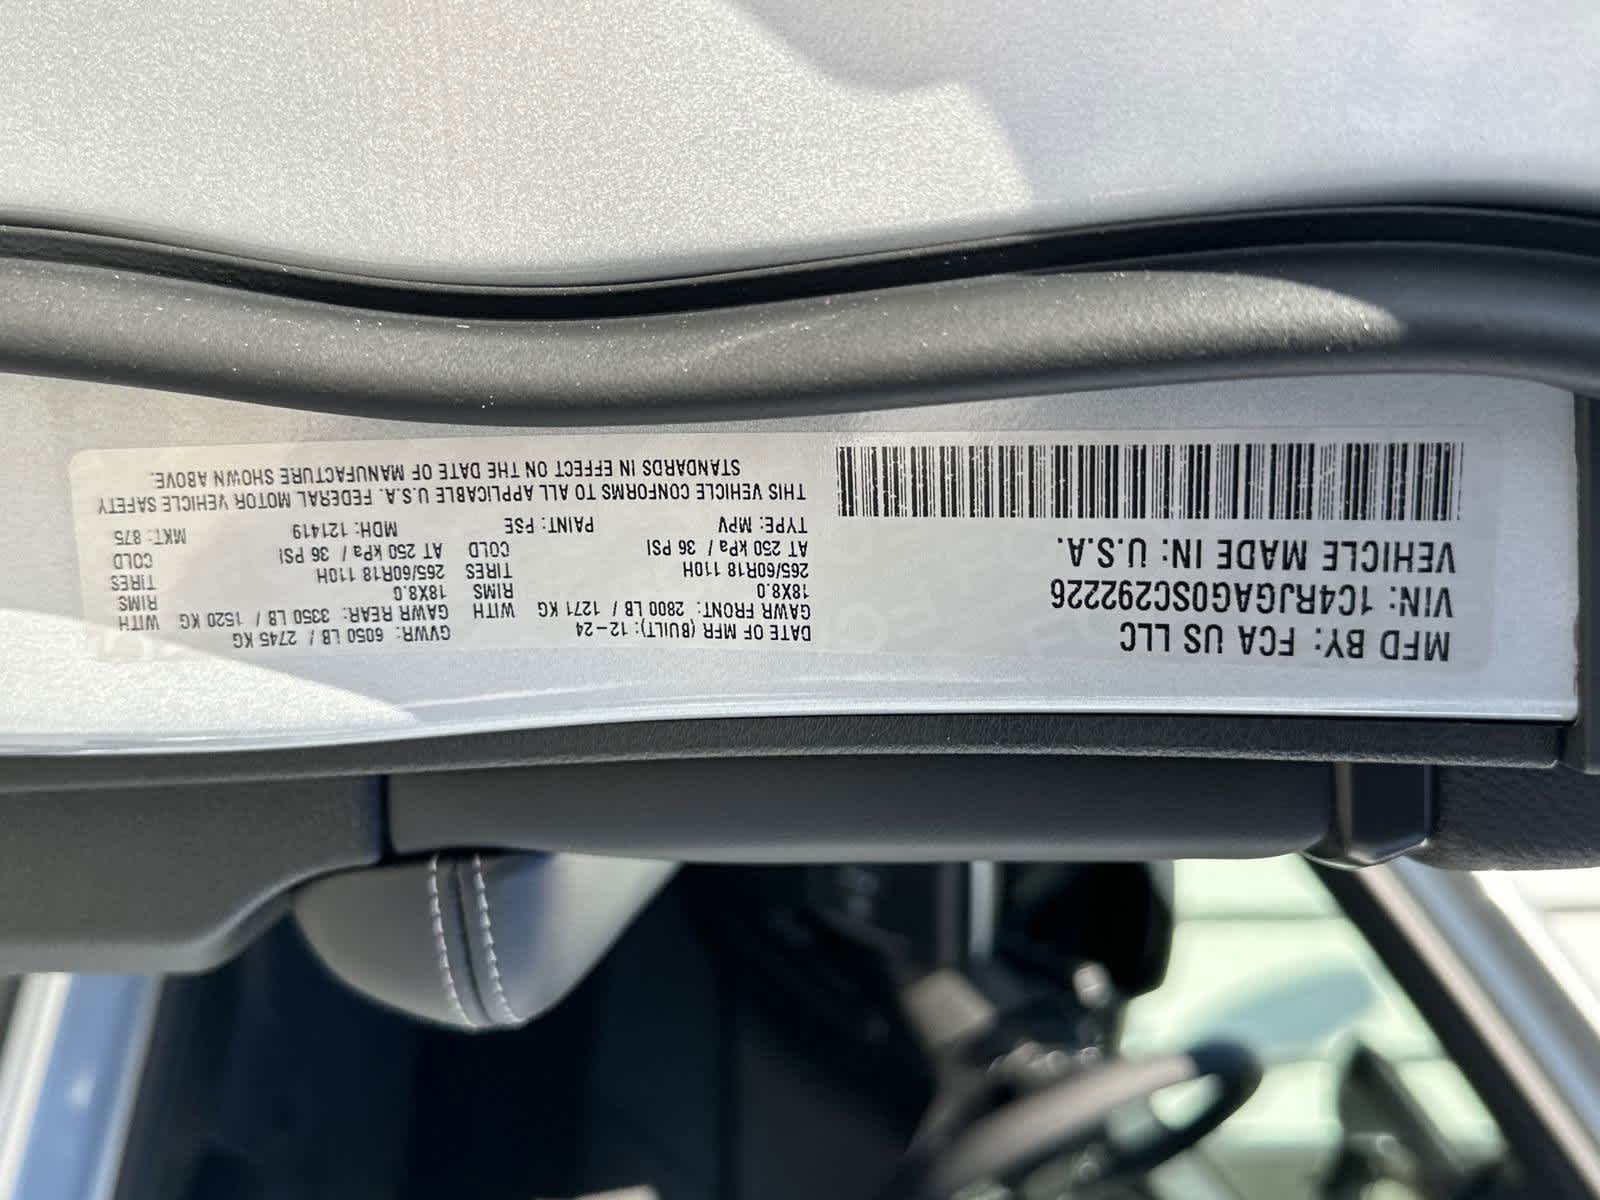 MFD BY: FCA US LLC
VIN: 1C4RJGAG0SC292226
VEHICLE MADE IN: U.S.A.
DATE OF MFR (BUILT): 12-24 GVWR: 6050 LB / 2745 KG
GAWR FRONT: 2800 LB / 1271 KG WITH GAWR REAR: 3350 LB / 1520 KG WITH
18X8.0 RIMS 18X8.0 RIMS
265/60R18 110H TIRES 265/60R18 110H TIRES
AT 250 kPa / 36 PSI COLD AT 250 kPa / 36 PSI COLD
TYPE: MPV PAINT: PSE MDH: 121419 MKT: 875
THIS VEHICLE CONFORMS TO ALL APPLICABLE U.S.A. FEDERAL MOTOR VEHICLE SAFETY
STANDARDS IN EFFECT ON THE DATE OF MANUFACTURE SHOWN ABOVE.